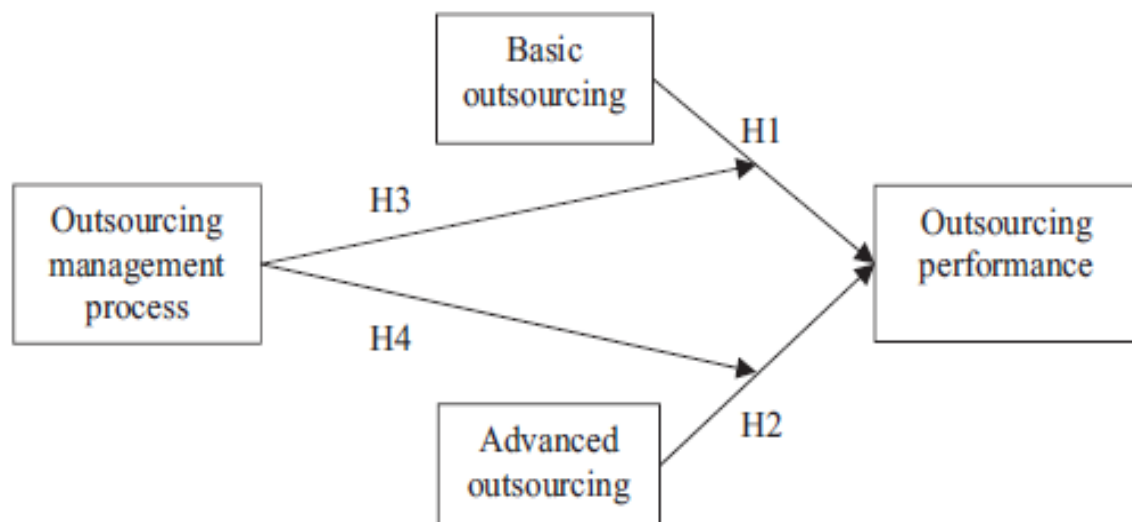 Basic
outsourcing
H1
H3
Outsourcing
management
process
Outsourcing
performance
H4
H2
Advanced
outsourcing